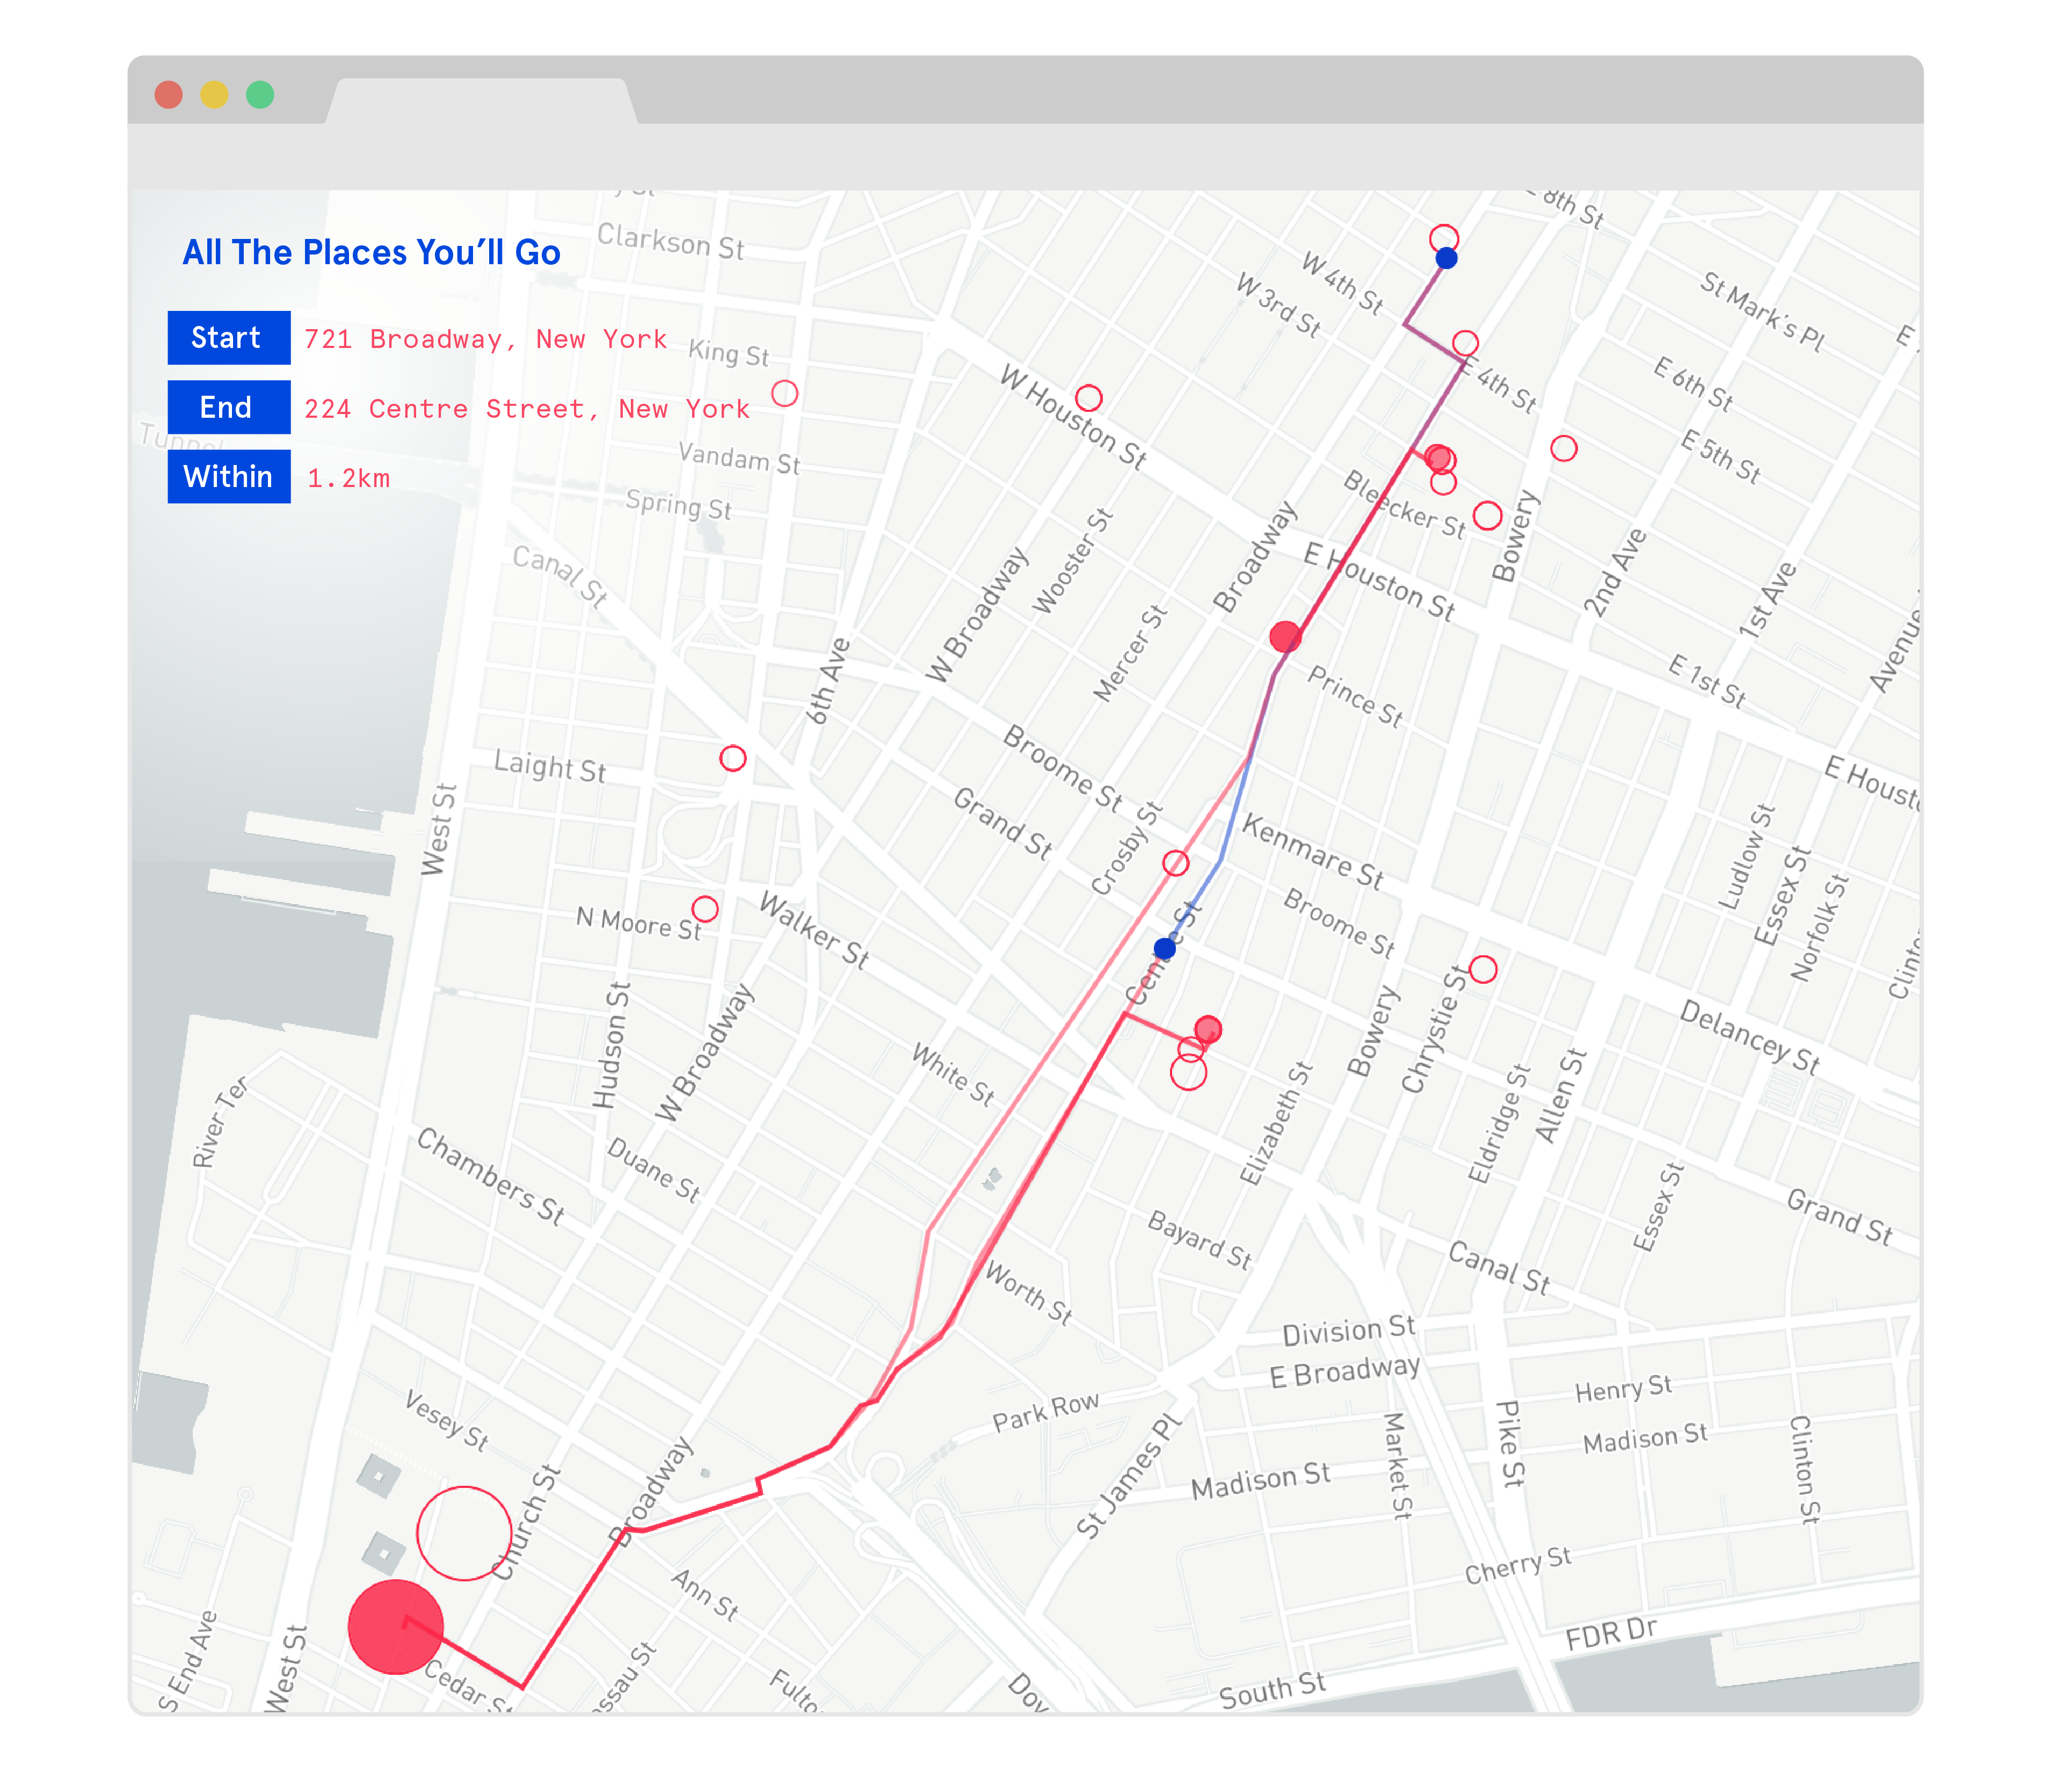 All The Places You'll Go
Start
721 Broadway, New York
End
224 Centre Street, New York
Within
1.2km
Clarkson St
E 8th St
W 4th St
W 3rd St
St Mark's Pl
King St
E 4th St
E 6th St
W Houston St
Vandam St
E 5th St
Tunnel
Spring St
Bleecker St
Broadway
Bowery
Wooster St
2nd Ave
Canal St
E Houston St
1st Ave
W Broadway
Mercer St
6th Ave
Prince St
E 1st St
Avenue
Broome St
Laight St
Grand St
West St
Crosby St
Kenmare St
Ludlow St
Essex St
Norfolk St
N Moore St
Walker St
Centre St
Broome St
Chrystie St
Hudson St
W Broadway
Bowery
Delancey St
White St
River Ter
Elizabeth St
Allen St
Eldridge St
Chambers St
Duane St
Essex St
Grand St
Bayard St
Canal St
Worth St
Division St
E Broadway
Henry St
Vesey St
Park Row
Market St
Pike St
Madison St
Clinton St
Madison St
St James Pl
Broadway
Church St
Cherry St
Ann St
S End Ave
West St
Cedar St
FDR Dr
South St